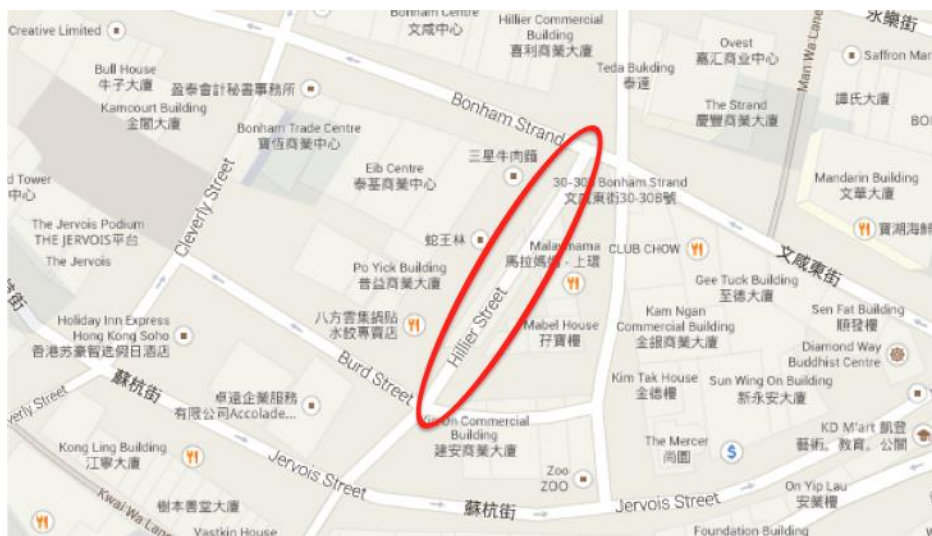 Creative Limited
Bonham Centre
文咸中心
Hillier Commercial
Building
喜利商業大廈
永樂街
Bull House
牛子大廈
盈泰會計秘書事務所
Teda Bukding
泰達
Ovest
嘉汇商业中心
Man Wa Lane
Saffron Mar
Kamcourt Building
金閣大廈
Bonham Strand
The Strand
慶豐商業大廈
譚氏大廈
BO
Bonham Trade Centre
寶恆商業中心
三星牛肉麵
Eib Centre
泰基商業中心
30-30B Bonham Strand
文咸東街30-30B號
Mandarin Building
文華大廈
d Tower
中心
Cleverly Street
The Jervois Podium
THE JERVOIS平台
The Jervois
蛇王林
Malaymama
馬拉媽媽 - 上環
CLUB CHOW
寶湖海鮮
文咸東街
Po Yick Building
普益商業大廈
Gee Tuck Building
至德大廈
Hillier Street
八方雲集鍋貼
水餃專賣店
Mabel House
孖寶樓
Kam Ngan
Commercial Building
金銀商業大廈
Sen Fat Building
順發樓
Holiday Inn Express
Hong Kong Soho
香港苏豪智选假日酒店
Diamond Way
Buddhist Centre
Burd Street
蘇杭街
卓遠企業服務
有限公司Accolade...
Kim Tak House
金德樓
Sun Wing On Building
新永安大廈
verly Street
On Commercial
Building
建安商業大廈
KD M'art 凱登
藝術。教育。公關
Kong Ling Building
江寧大廈
The Mercer
尚圜
Jervois Street
Zoo
ZOO
On Yip Lau
安業樓
Kwai Wa Lane
樹本善堂大廈
蘇杭街
Jervois Street
Yastkin House
Foundation Building